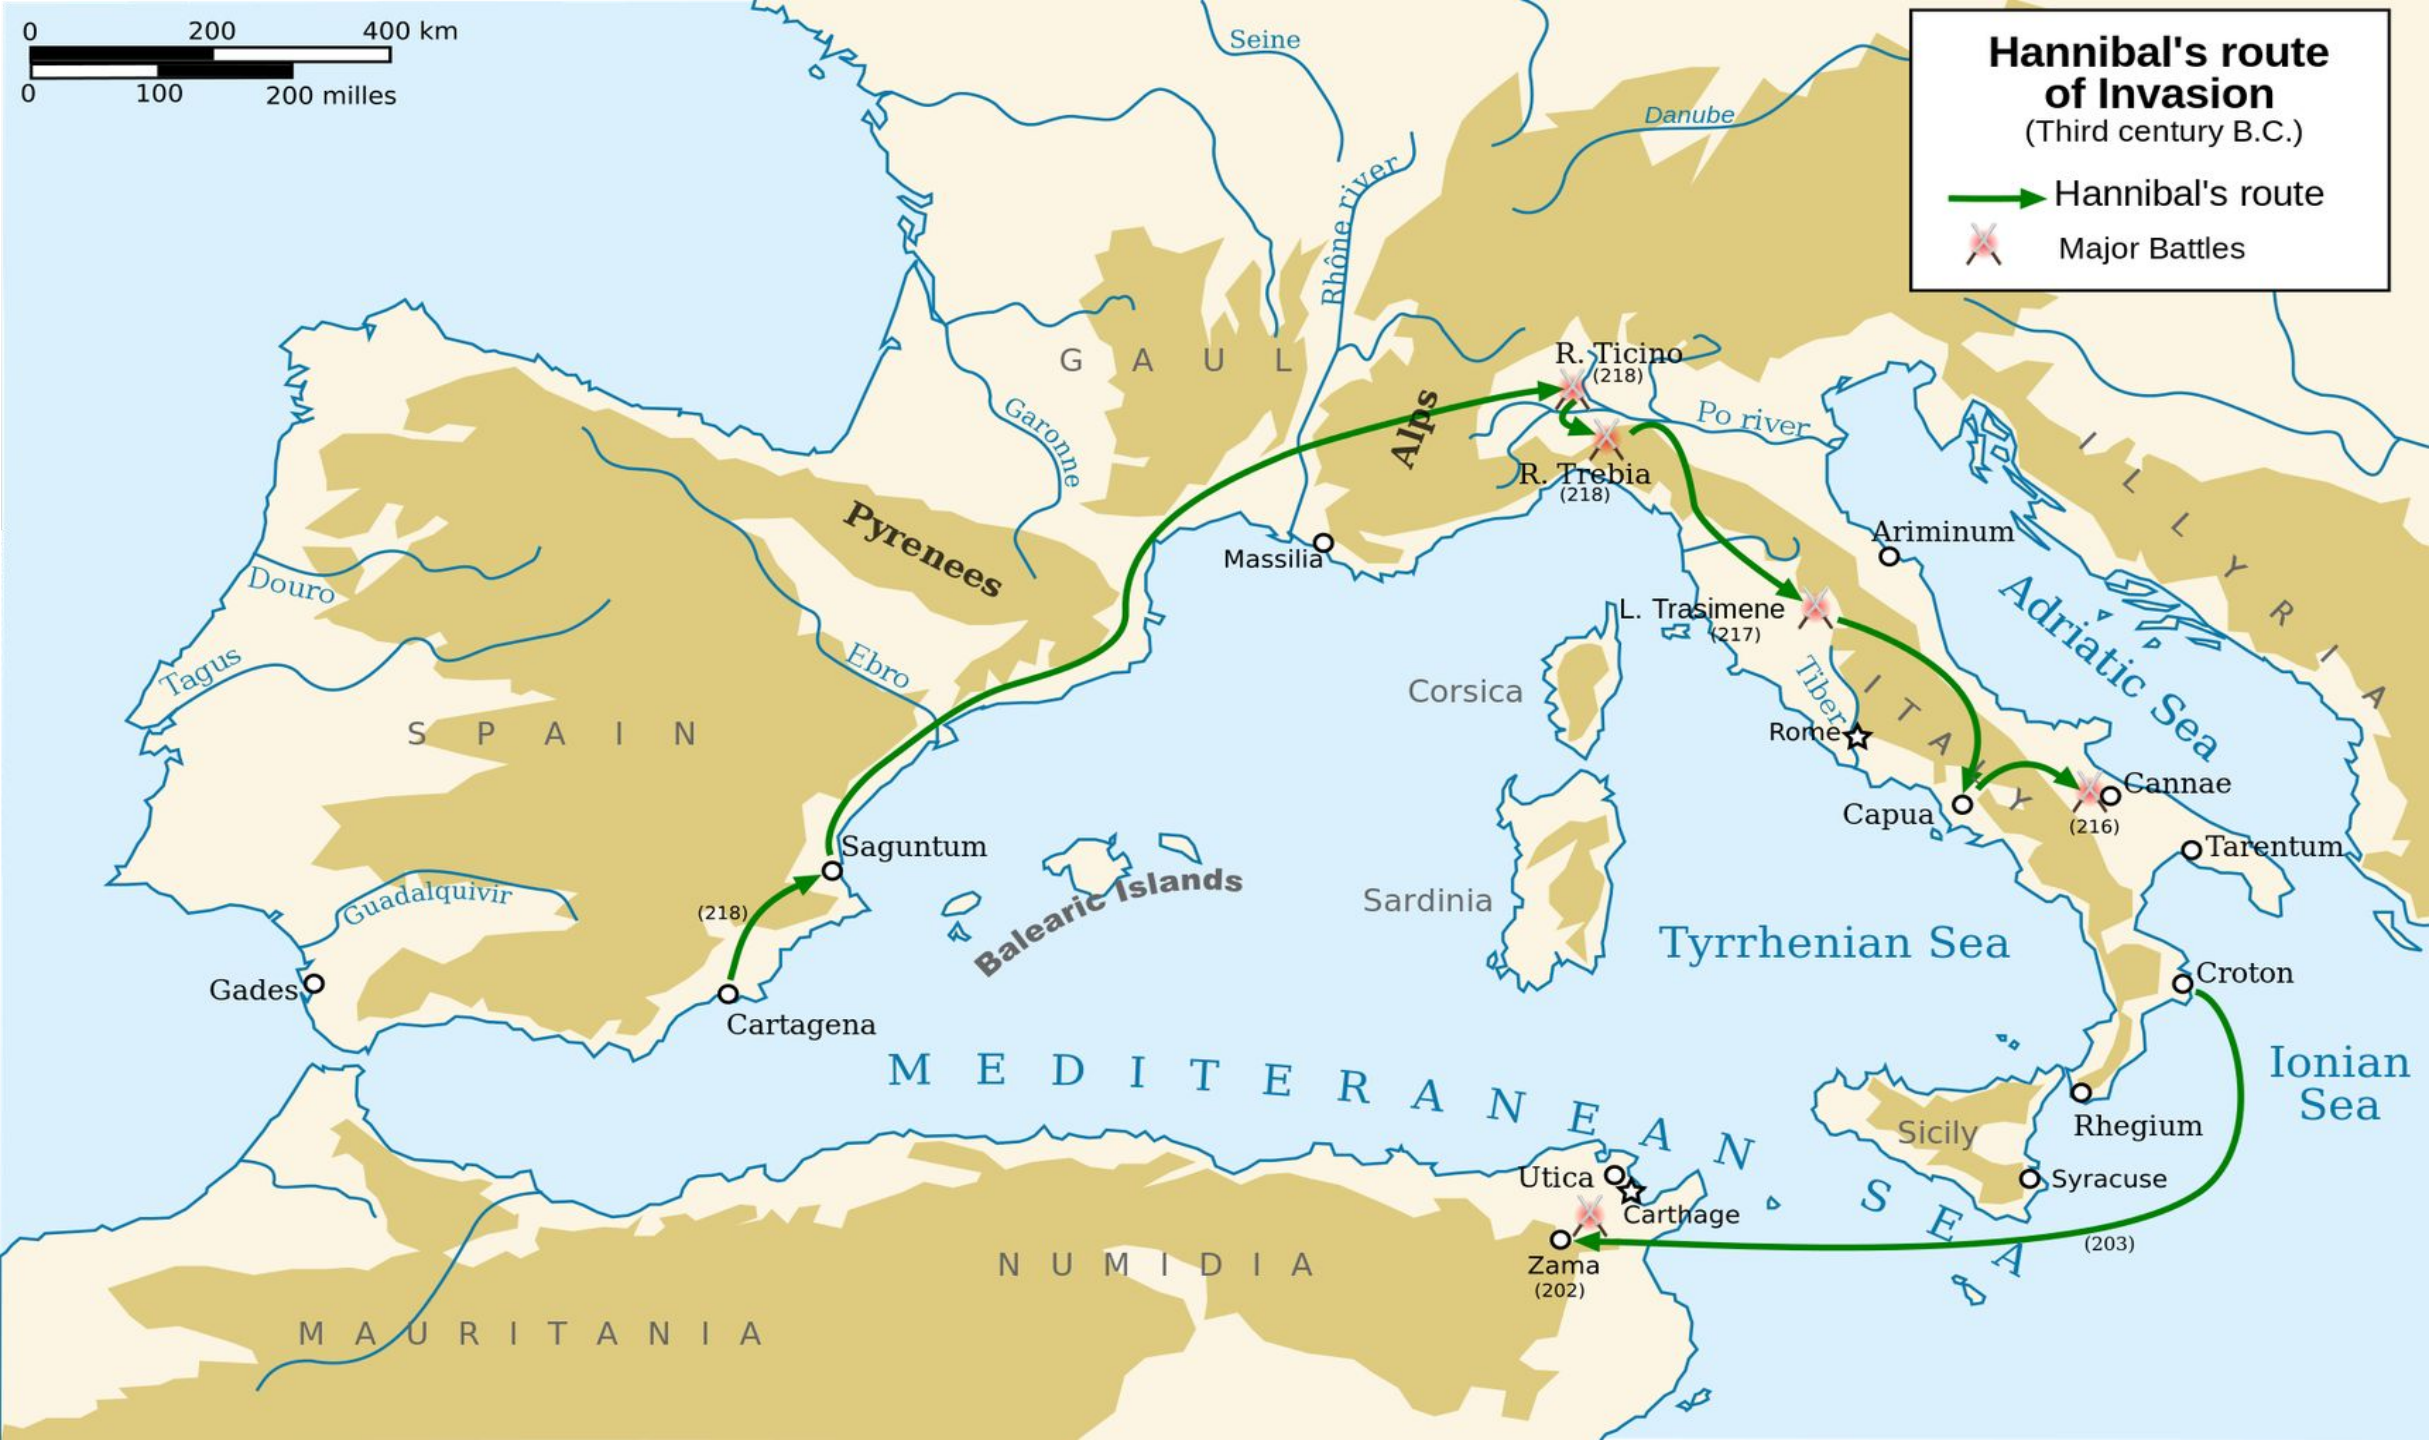 0 200 400 km
0 100 200 milles
Hannibal's route
of Invasion
(Third century B.C.)
Hannibal's route
Major Battles
Seine
Danube
Rhône river
G A U L
R. Ticino
(218)
Garonne
Alps
Po river
R. Trebia
(218)
I L L Y R I A
Pyrenees
Massilia
Ariminum
Douro
Tagus
Ebro
L. Trasimene
(217)
Adriatic Sea
Tiber
Corsica
I T A L Y
Rome
S P A I N
Capua
Cannae
(216)
Saguntum
Tarentum
Balearic Islands
Guadalquivir
(218)
Sardinia
Tyrrhenian Sea
Gades
Croton
Cartagena
M E D I T E R A N E A N S E A
Ionian
Sea
Sicily
Rhegium
Utica
Syracuse
Carthage
(203)
Zama
(202)
N U M I D I A
M A U R I T A N I A